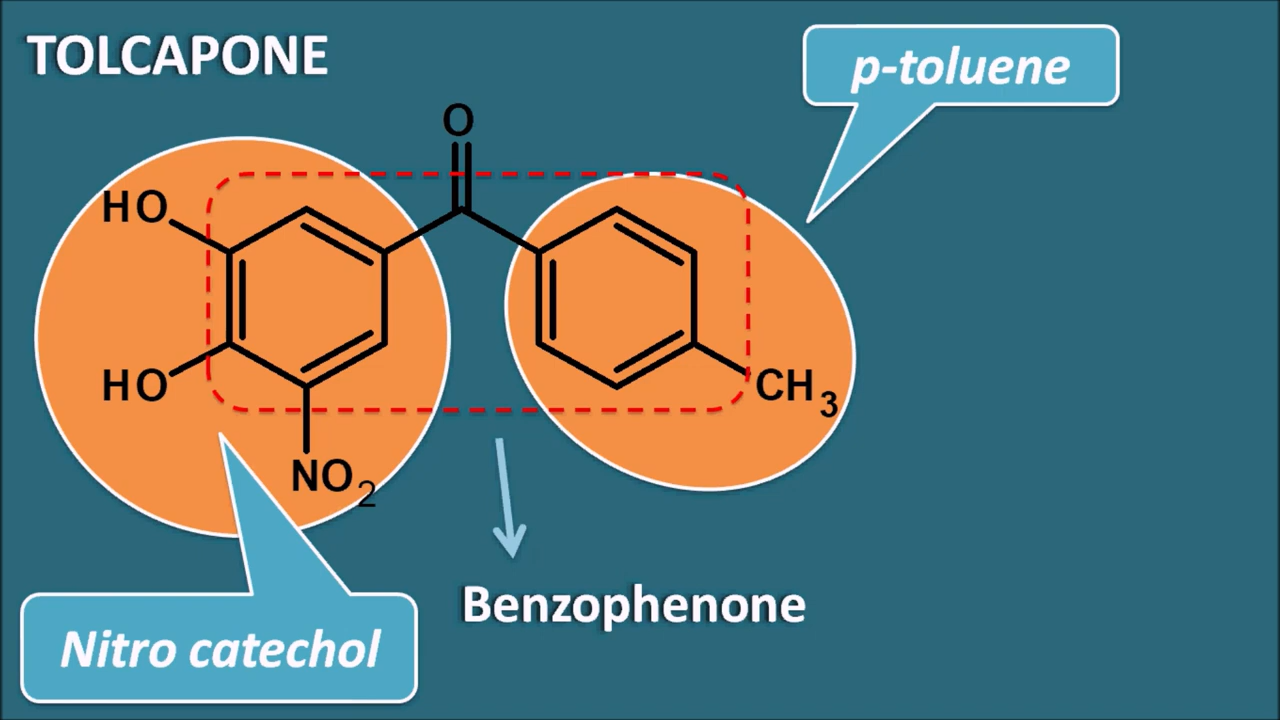 TOLCAPONE
p-toluene
O
HO
HO
CH3
NO2
Benzophenone
Nitro catechol